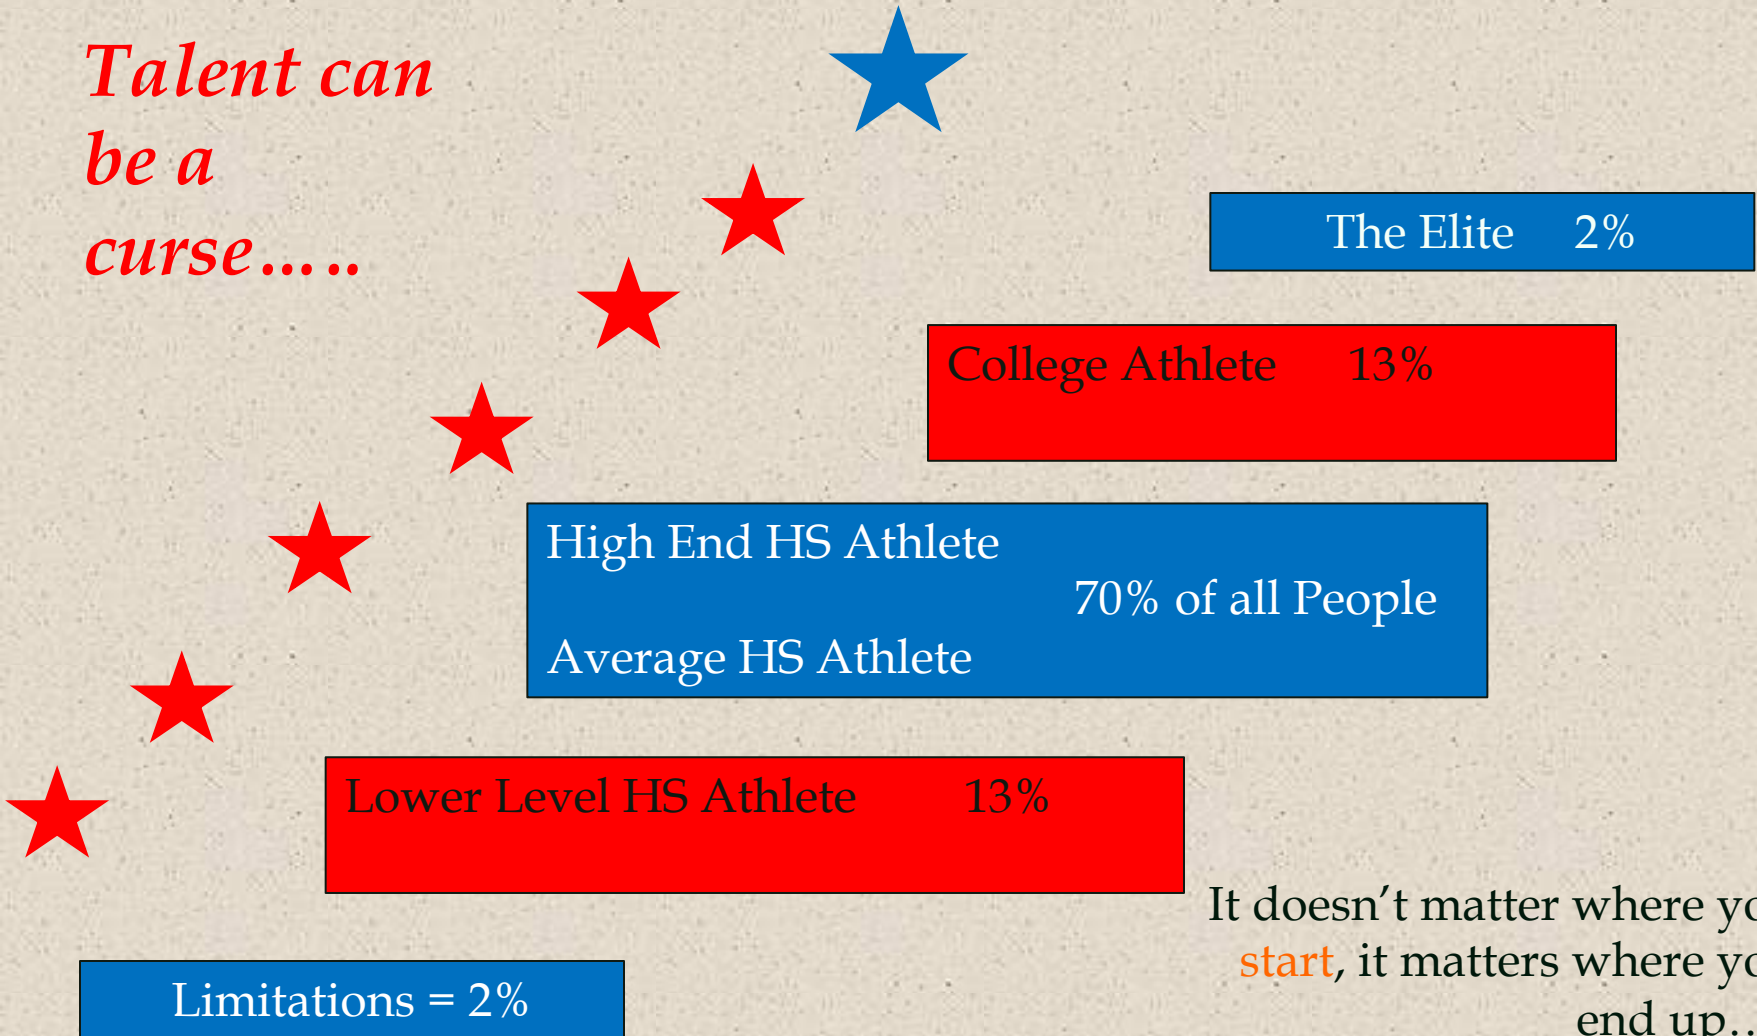 Talent can
be a
curse…..
The Elite 2%
College Athlete 13%
High End HS Athlete
70% of all People
Average HS Athlete
Lower Level HS Athlete 13%
It doesn’t matter where
start, it matters where
end up…
Limitations = 2%